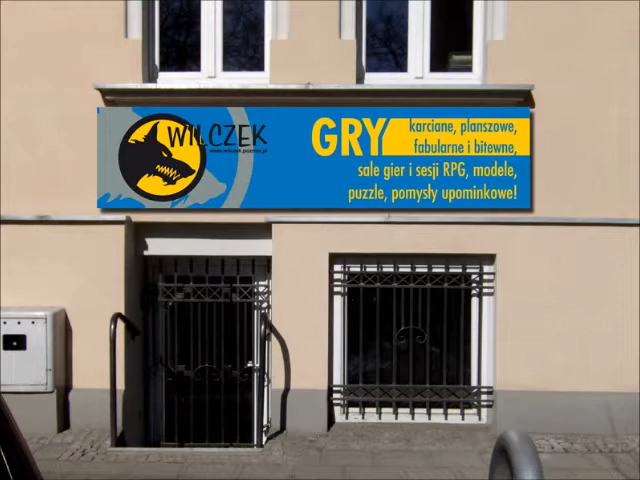 WILCZEK
www.wilczek.poznan.pl
GRY
karciane, planszowe,
fabularne i bitewne,
sale gier i sesji RPG, modele,
puzzle, pomysły upominkowe!